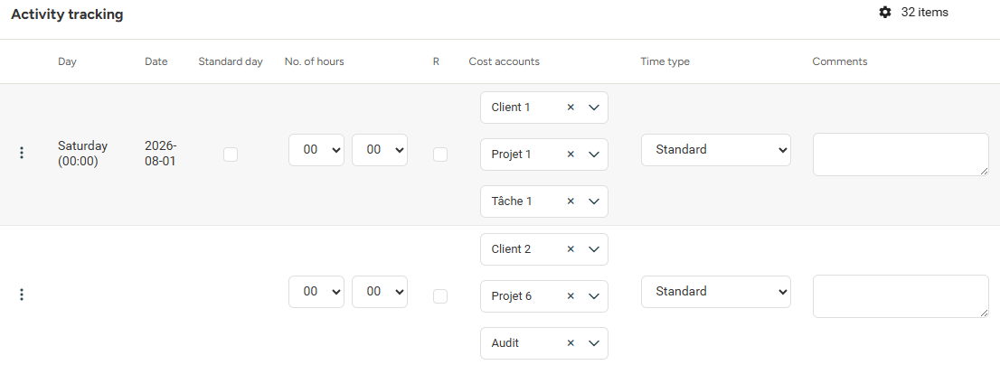 Activity tracking
32 items
Day Date Standard day No. of hours R Cost accounts Time type Comments
Client 1
Saturday
(00:00)
2026-
08-01
00 00
Projet 1
Standard
Tâche 1
Client 2
00 00
Projet 6
Standard
Audit